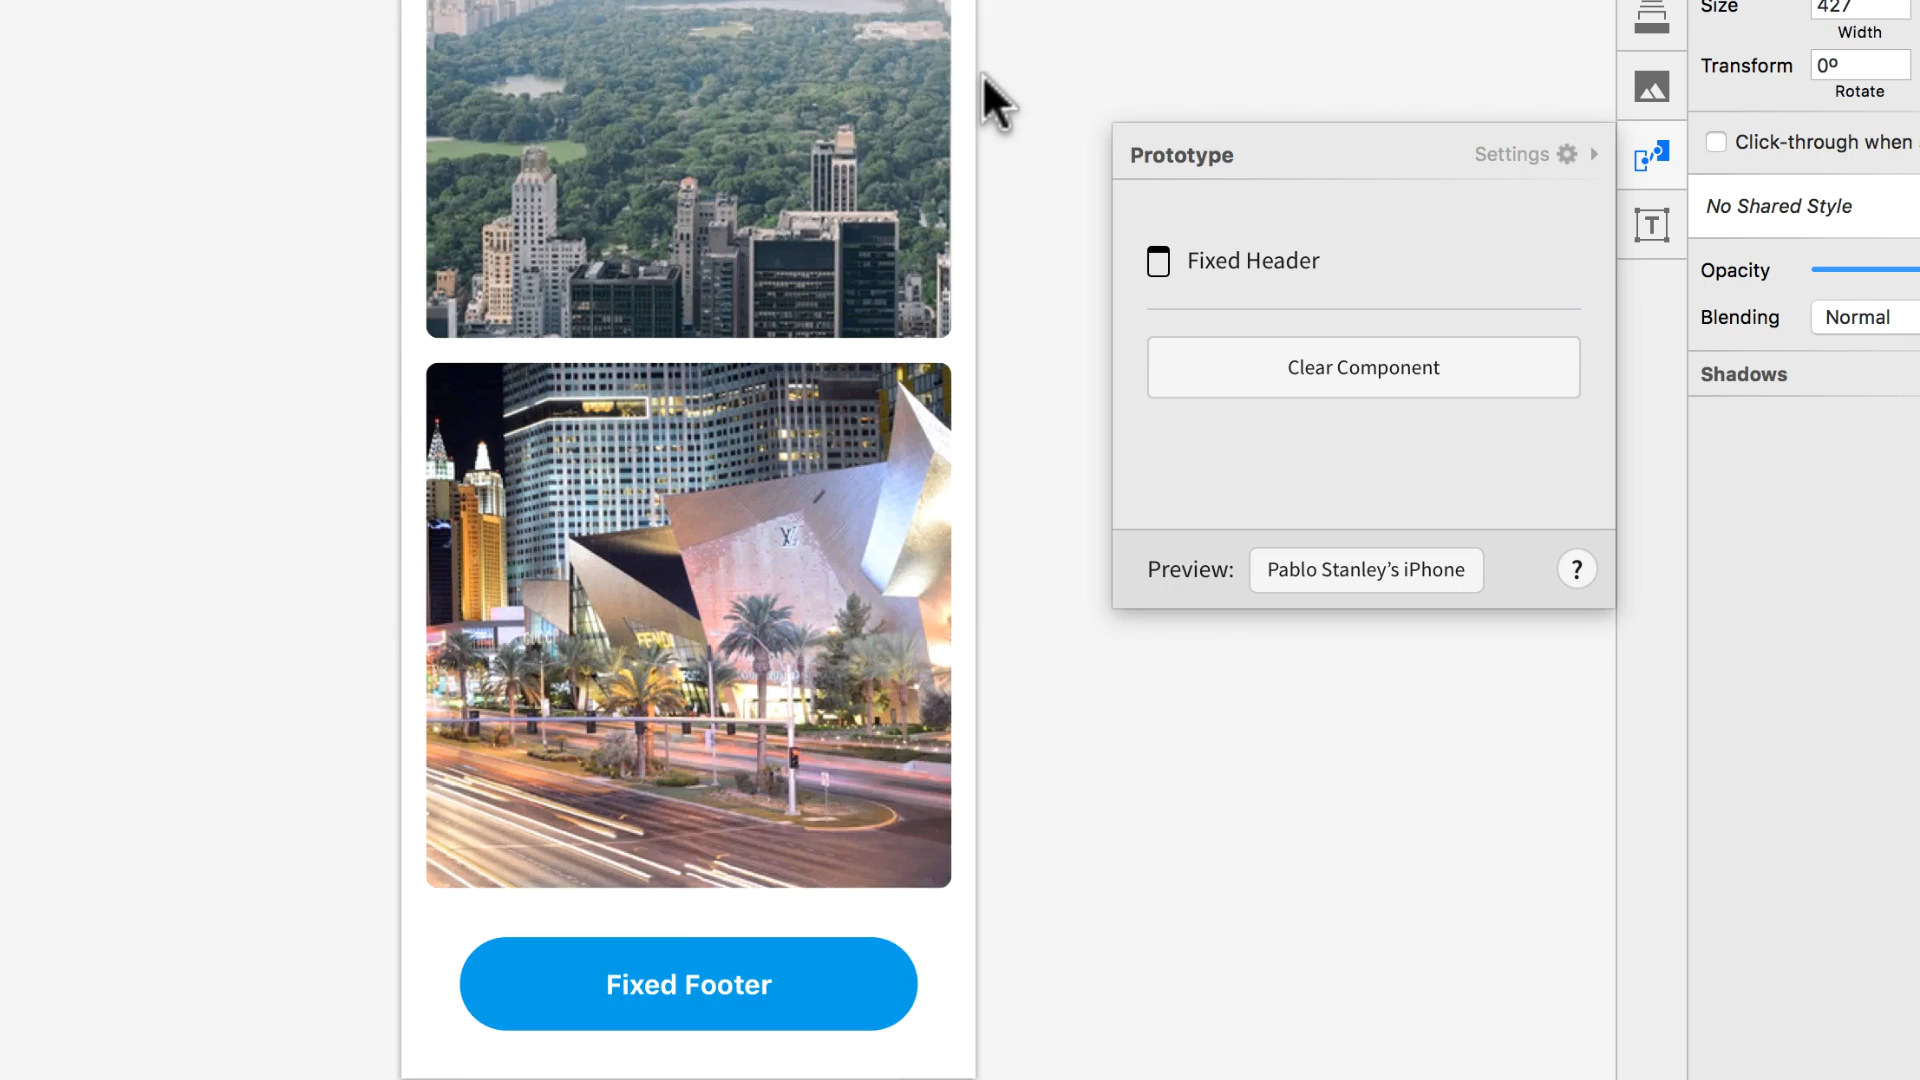 Size
427
Width
Transform
0º
Rotate
Prototype
Settings
Click-through when
No Shared Style
Fixed Header
Opacity
Blending
Normal
Clear Component
Shadows
FENDI
Preview:
Pablo Stanley’s iPhone
?
Fixed Footer